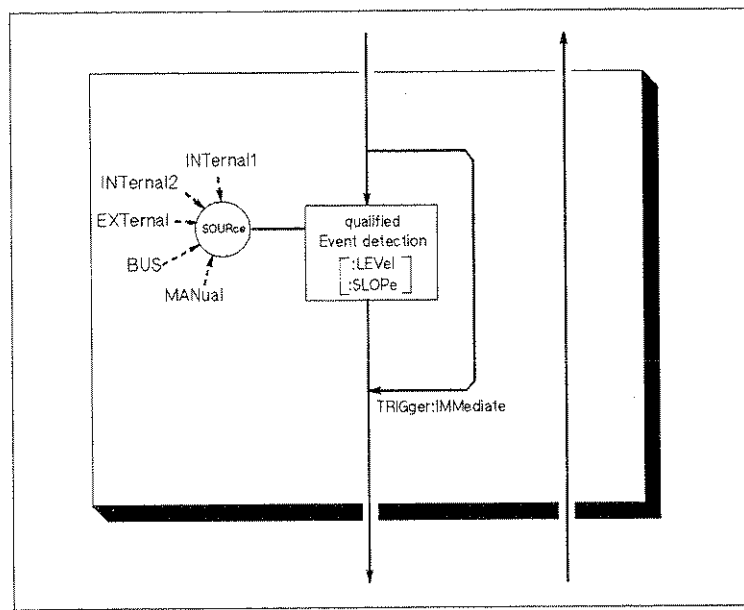 INTernal1
INTernal2
EXTernal
SOURce
BUS
MANual
qualified
Event detection
:LEVel
:SLOPe
TRIGger:IMMediate